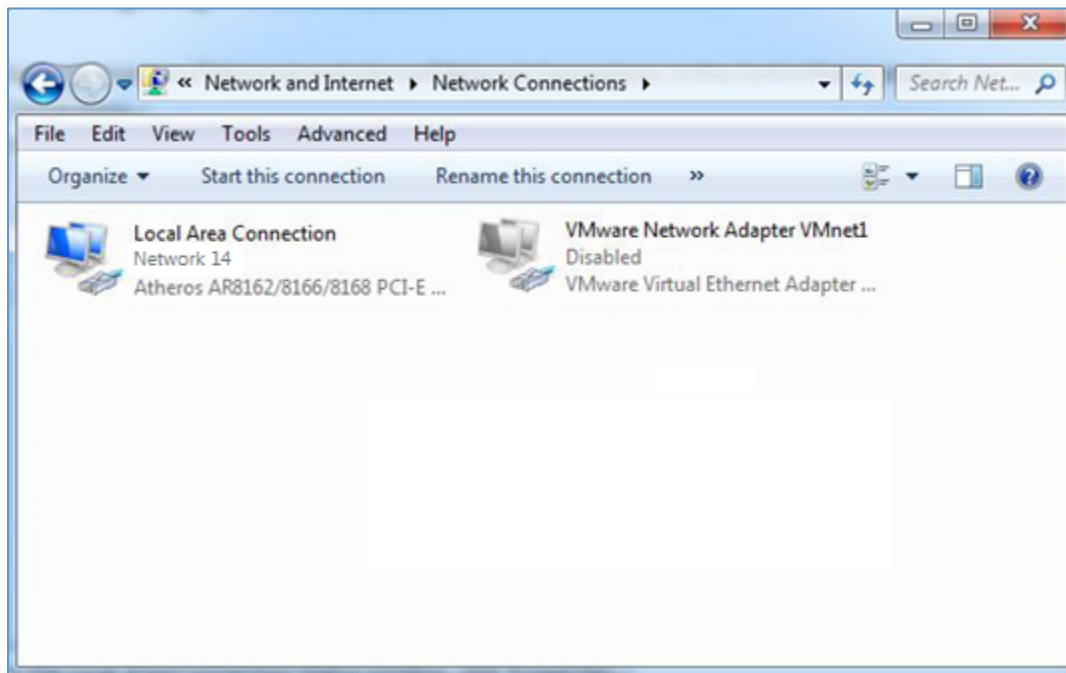 « Network and Internet ▸ Network Connections ▸ Search Net...
File Edit View Tools Advanced Help
Organize Start this connection Rename this connection »
Local Area Connection
Network 14
Atheros AR8162/8166/8168 PCI-E ...
VMware Network Adapter VMnet1
Disabled
VMware Virtual Ethernet Adapter ...